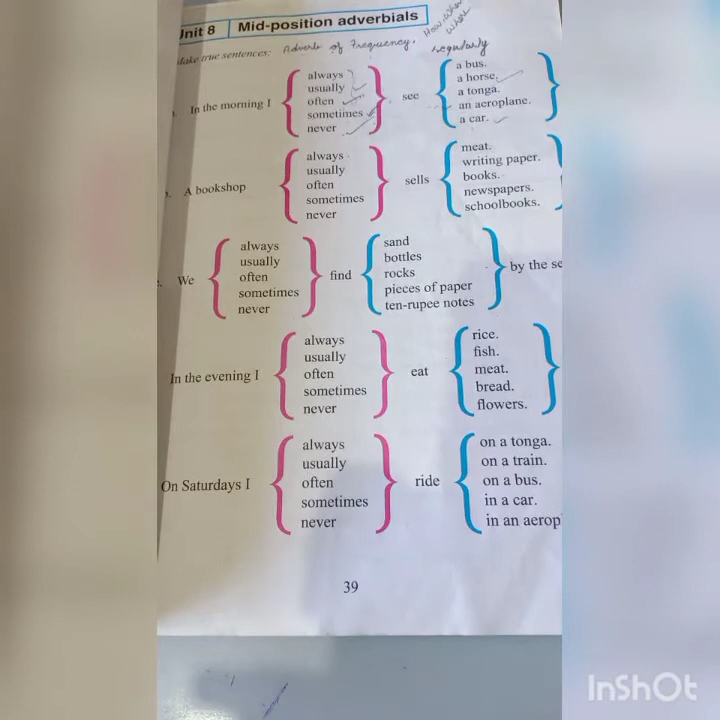 Unit 8 Mid-position adverbials
How often
where
Make true sentences: Adverb of Frequency. regularly
In the morning I always see a bus.
usually a horse.
often a tonga.
sometimes an aeroplane.
never a car.
A bookshop always sells meat.
usually writing paper.
often books.
sometimes newspapers.
never schoolbooks.
We always find sand by the se
usually bottles
often rocks
sometimes pieces of paper
never ten-rupee notes
In the evening I always eat rice.
usually fish.
often meat.
sometimes bread.
never flowers.
On Saturdays I always ride on a tonga.
usually on a train.
often on a bus.
sometimes in a car.
never in an aerop
39
InShOt